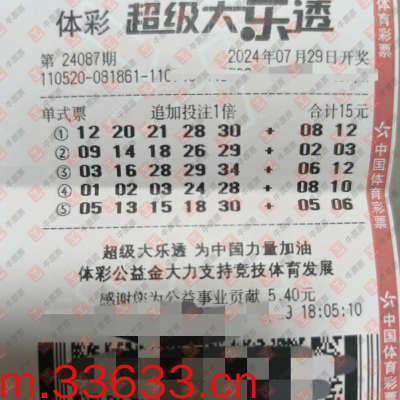 体彩 超级大乐透
第 24087期 2024年07月29日开奖
110520-081861-110
单式票 追加投注1倍 合计15元
① 12 20 21 28 30 + 08 12
② 09 14 18 26 29 + 02 03
③ 03 16 28 29 34 + 06 12
④ 01 02 03 24 28 + 08 10
⑤ 05 13 15 18 30 + 05 06
超级大乐透 为中国力量加油
体彩公益金大力支持竞技体育发展
感谢您为公益事业贡献 5.40元
3 18:05:10
m.33633.cn
中国体育彩票
中国体育彩票
中国体育彩票